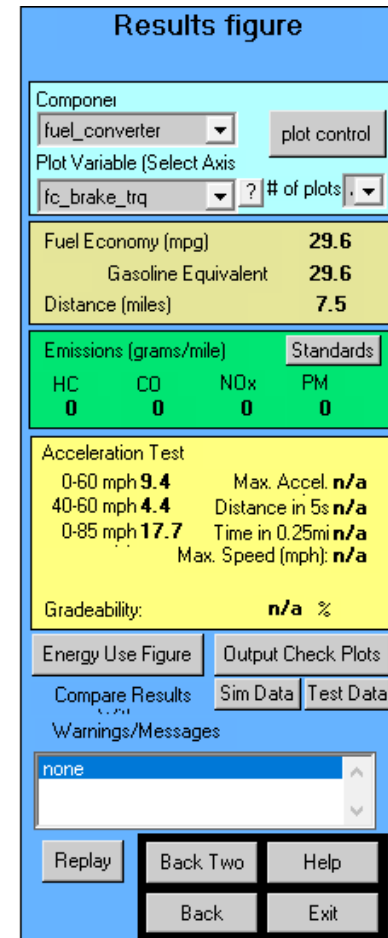 Results figure
Componer
fuel_converter
plot control
Plot Variable (Select Axis
fc_brake_trq ? # of plots
Fuel Economy (mpg) 29.6
Gasoline Equivalent 29.6
Distance (miles) 7.5
Emissions (grams/mile) Standards
HC CO NOx PM
0 0 0 0
Acceleration Test
0-60 mph 9.4 Max. Accel. n/a
40-60 mph 4.4 Distance in 5s n/a
0-85 mph 17.7 Time in 0.25mi n/a
Max. Speed (mph): n/a
Gradeability: n/a %
Energy Use Figure Output Check Plots
Compare Results Sim Data Test Data
Warnings/Messages
none
Replay Back Two Help
Back Exit